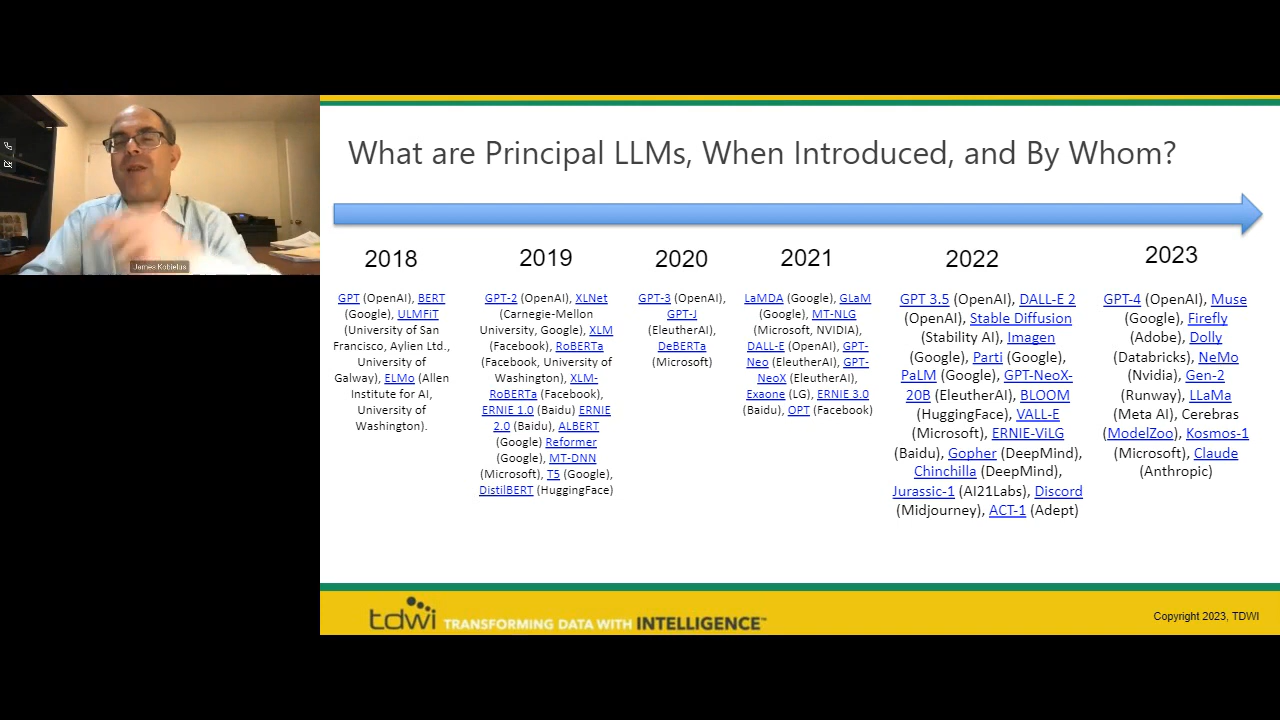 What are Principal LLMs, When Introduced, and By Whom?
2018
GPT (OpenAI), BERT
(Google), ULMFiT
(University of San
Francisco, Aylien Ltd.,
University of
Galway), ELMo (Allen
Institute for AI,
University of
Washington).
2019
GPT-2 (OpenAI), XLNet
(Carnegie-Mellon
University, Google), XLM
(Facebook), RoBERTa
(Facebook, University of
Washington), XLM-
RoBERTa (Facebook),
ERNIE 1.0 (Baidu) ERNIE
2.0 (Baidu), ALBERT
(Google) Reformer
(Google), MT-DNN
(Microsoft), T5 (Google),
DistilBERT (HuggingFace)
2020
GPT-3 (OpenAI),
GPT-J
(EleutherAI),
DeBERTa
(Microsoft)
2021
LaMDA (Google), GLaM
(Google), MT-NLG
(Microsoft, NVIDIA),
DALL-E (OpenAI), GPT-
Neo (EleutherAI), GPT-
NeoX (EleutherAI),
Exaone (LG), ERNIE 3.0
(Baidu), OPT (Facebook)
2022
GPT 3.5 (OpenAI), DALL-E 2
(OpenAI), Stable Diffusion
(Stability AI), Imagen
(Google), Parti (Google),
PaLM (Google), GPT-NeoX-
20B (EleutherAI), BLOOM
(HuggingFace), VALL-E
(Microsoft), ERNIE-ViLG
(Baidu), Gopher (DeepMind),
Chinchilla (DeepMind),
Jurassic-1 (AI21Labs), Discord
(Midjourney), ACT-1 (Adept)
2023
GPT-4 (OpenAI), Muse
(Google), Firefly
(Adobe), Dolly
(Databricks), NeMo
(Nvidia), Gen-2
(Runway), LLaMa
(Meta AI), Cerebras
(ModelZoo), Kosmos-1
(Microsoft), Claude
(Anthropic)
James Kobielus
tdwi TRANSFORMING DATA WITH INTELLIGENCE™
Copyright 2023, TDWI